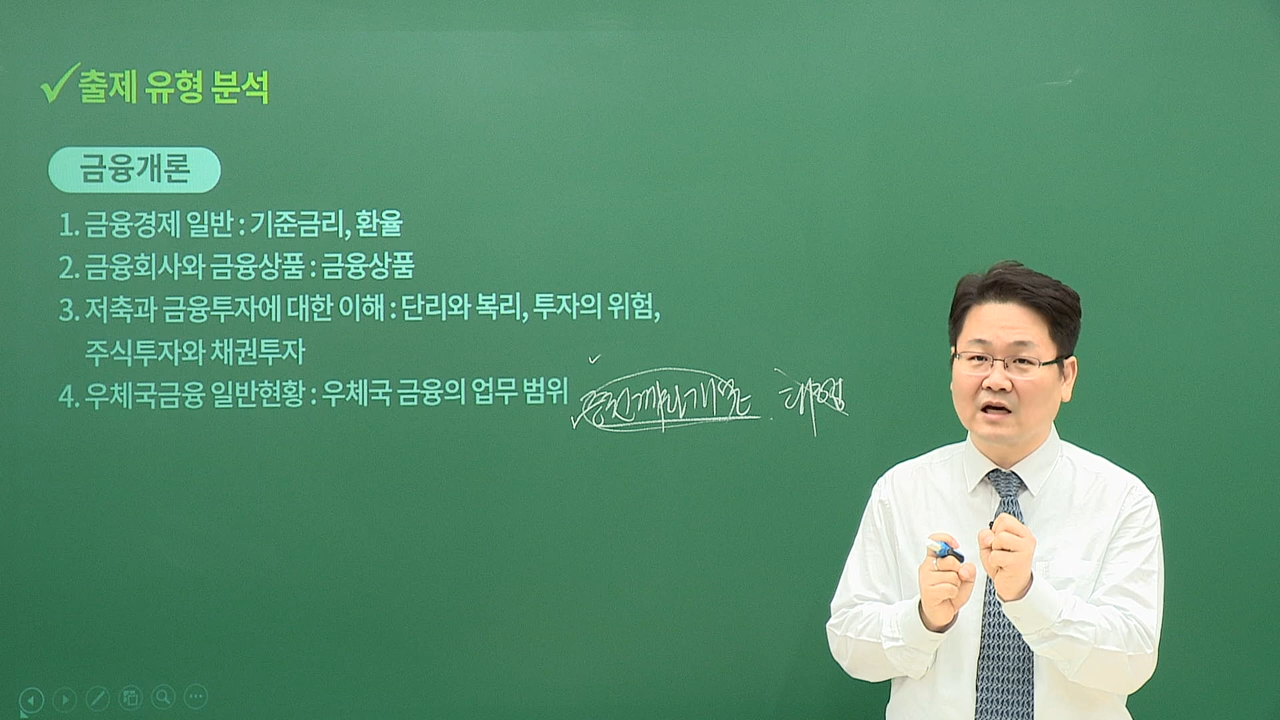 출제 유형 분석
금융개론
1. 금융경제 일반 : 기준금리, 환율
2. 금융회사와 금융상품 : 금융상품
3. 저축과 금융투자에 대한 이해 : 단리와 복리, 투자의 위험,
주식투자와 채권투자
4. 우체국금융 일반현황 : 우체국 금융의 업무 범위